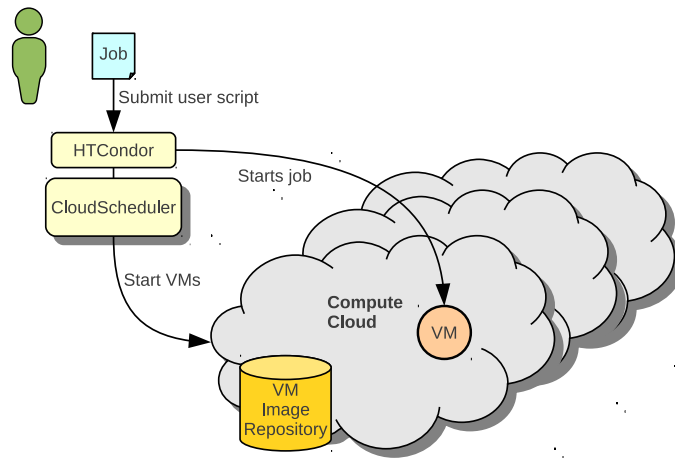 Job
Submit user script
HTCondor
Starts job
CloudScheduler
Start VMs
Compute
Cloud
VM
VM
Image
Repository